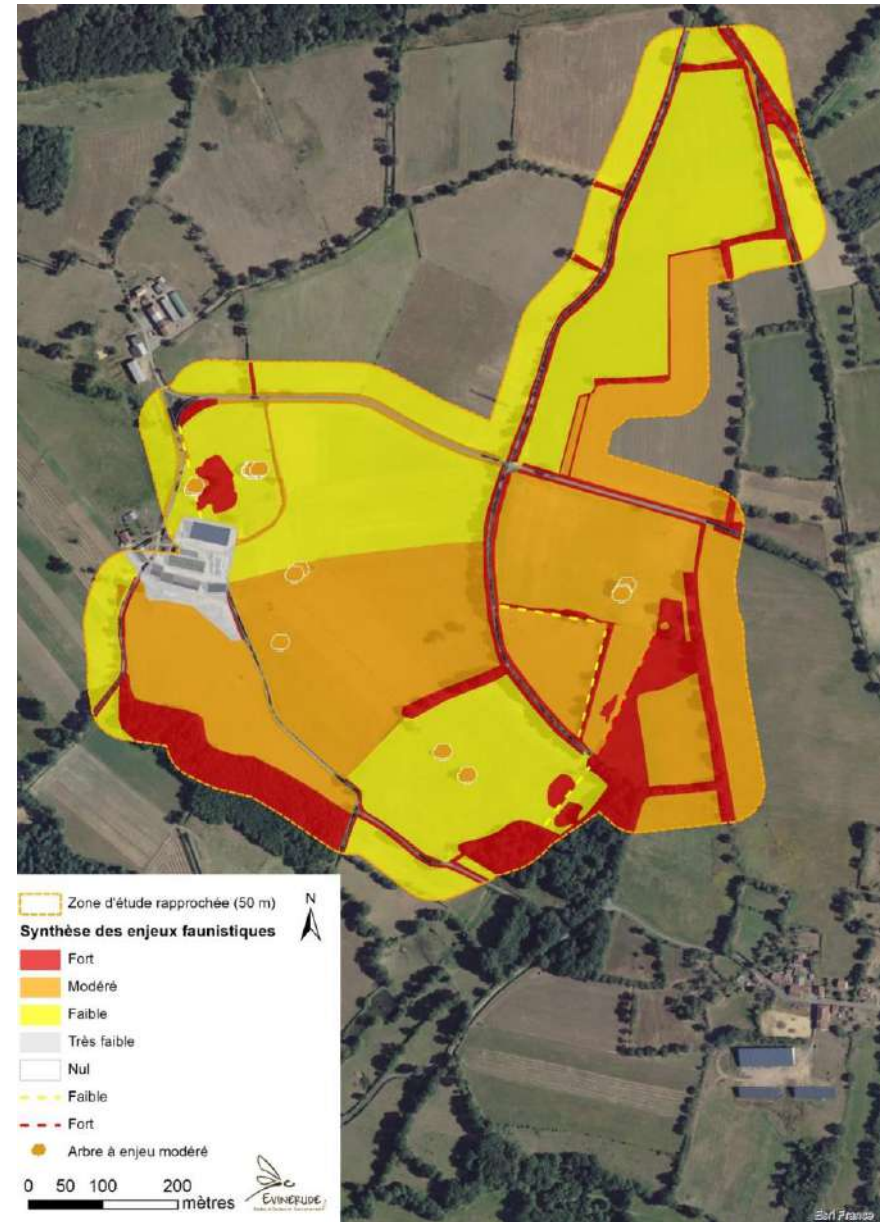 Zone d'étude rapprochée (50 m)
N
Synthèse des enjeux faunistiques
Fort
Modéré
Faible
Très faible
Nul
Faible
Fort
Arbre à enjeu modéré
0 50 100 200
mètres
EVINERUDE
Esri France